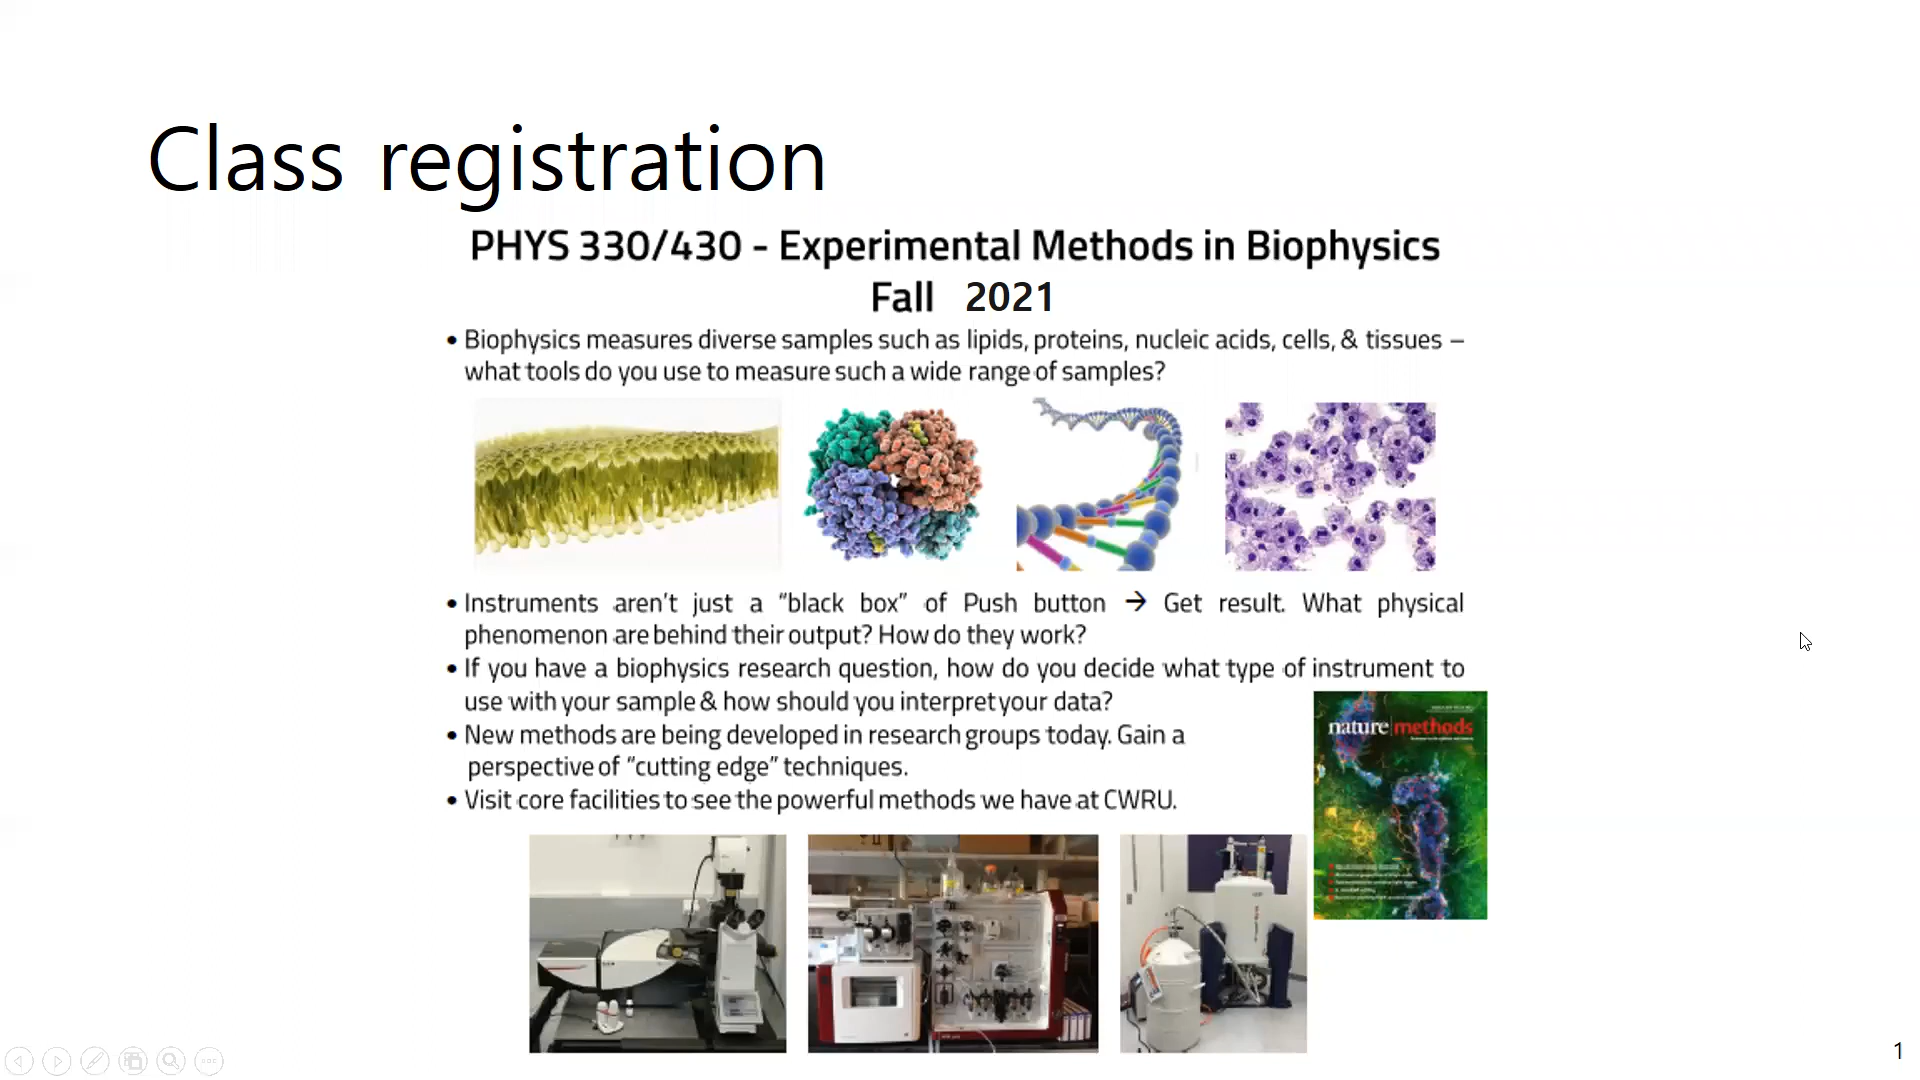 Class registration
PHYS 330/430 - Experimental Methods in Biophysics
Fall 2021
• Biophysics measures diverse samples such as lipids, proteins, nucleic acids, cells, & tissues –
what tools do you use to measure such a wide range of samples?
• Instruments aren't just a “black box” of Push button → Get result. What physical
phenomenon are behind their output? How do they work?
• If you have a biophysics research question, how do you decide what type of instrument to
use with your sample & how should you interpret your data?
• New methods are being developed in research groups today. Gain a
perspective of “cutting edge” techniques.
• Visit core facilities to see the powerful methods we have at CWRU.
nature methods
1